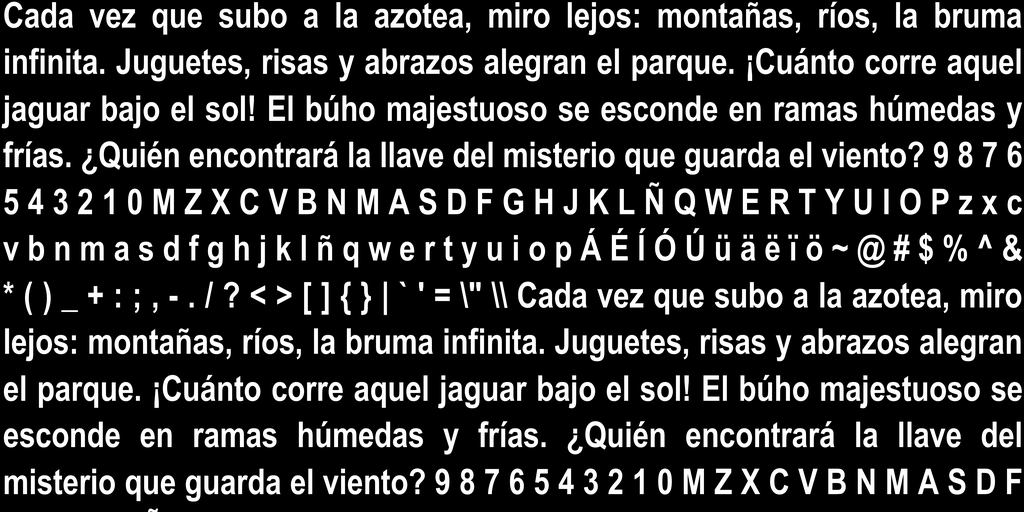 Cada vez que subo a la azotea, miro lejos: montañas, ríos, la bruma
infinita. Juguetes, risas y abrazos alegran el parque. ¡Cuánto corre aquel
jaguar bajo el sol! El búho majestuoso se esconde en ramas húmedas y
frías. ¿Quién encontrará la llave del misterio que guarda el viento? 9 8 7 6
5 4 3 2 1 0 M Z X C V B N M A S D F G H J K L Ñ Q W E R T Y U I O P z x c
v b n m a s d f g h j k l ñ q w e r t y u i o p Á É Í Ó Ú ü ä ë ï ö ~ @ # $ % ^ &
* ( ) _ + : ; , - . / ? < > [ ] { } | ` ' = \" \\ Cada vez que subo a la azotea, miro
lejos: montañas, ríos, la bruma infinita. Juguetes, risas y abrazos alegran
el parque. ¡Cuánto corre aquel jaguar bajo el sol! El búho majestuoso se
esconde en ramas húmedas y frías. ¿Quién encontrará la llave del
misterio que guarda el viento? 9 8 7 6 5 4 3 2 1 0 M Z X C V B N M A S D F